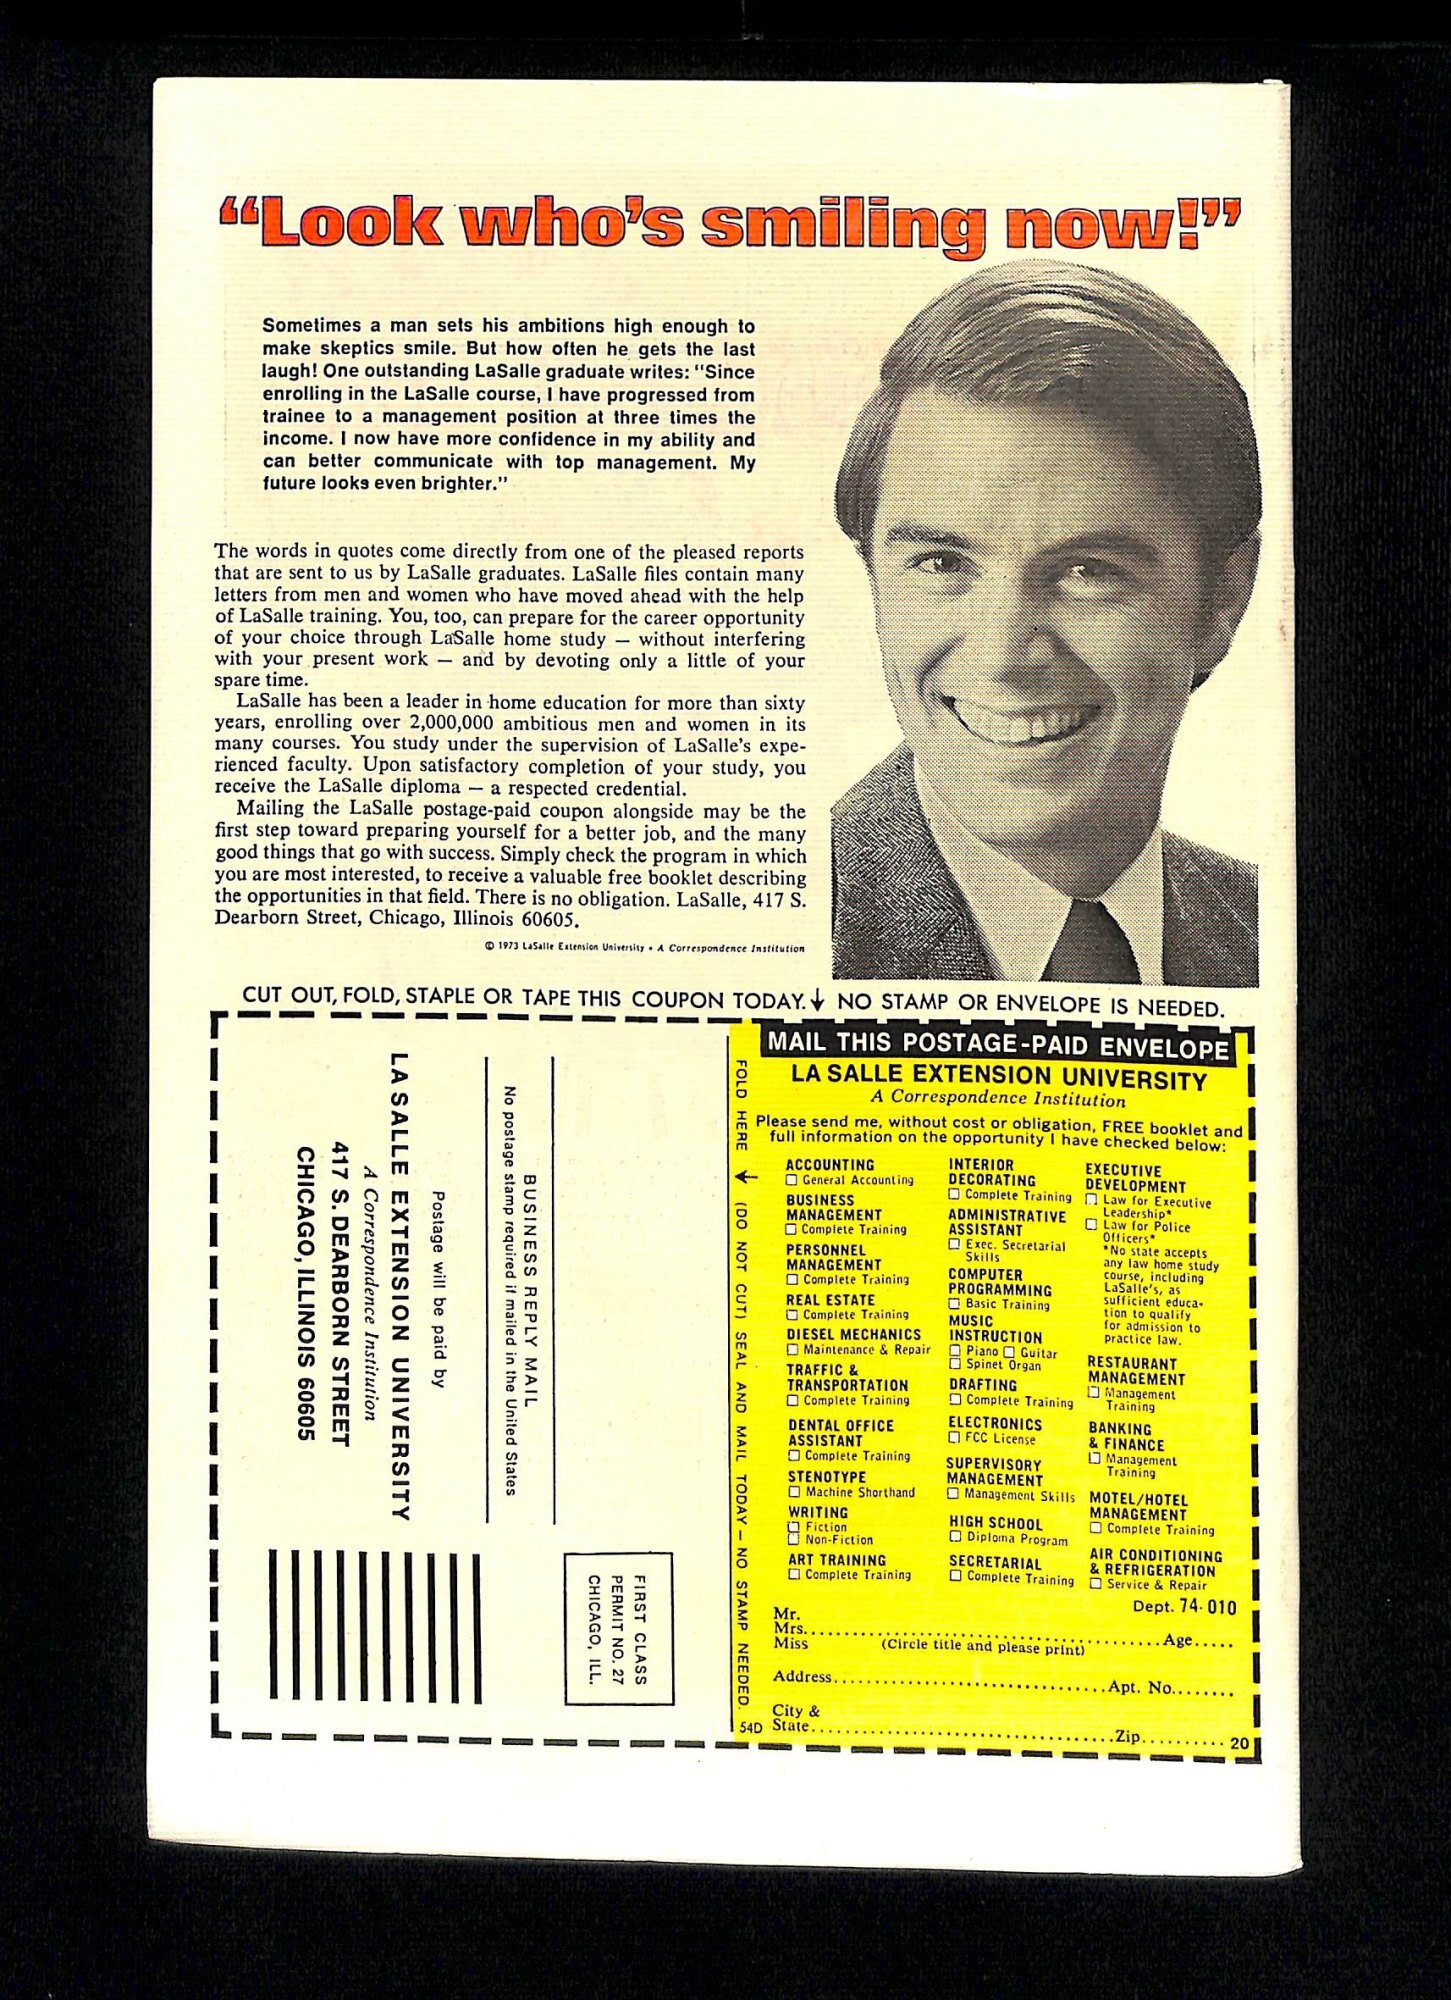 “Look who’s smiling now!”
Sometimes a man sets his ambitions high enough to
make skeptics smile. But how often he gets the last
laugh! One outstanding LaSalle graduate writes: “Since
enrolling in the LaSalle course, I have progressed from
trainee to a management position at three times the
income. I now have more confidence in my ability and
can better communicate with top management. My
future looks even brighter.”
The words in quotes come directly from one of the pleased reports
that are sent to us by LaSalle graduates. LaSalle files contain many
letters from men and women who have moved ahead with the help
of LaSalle training. You, too, can prepare for the career opportunity
of your choice through LaSalle home study — without interfering
with your present work — and by devoting only a little of your
spare time.
LaSalle has been a leader in home education for more than sixty
years, enrolling over 2,000,000 ambitious men and women in its
many courses. You study under the supervision of LaSalle’s expe-
rienced faculty. Upon satisfactory completion of your study, you
receive the LaSalle diploma — a respected credential.
Mailing the LaSalle postage-paid coupon alongside may be the
first step toward preparing yourself for a better job, and the many
good things that go with success. Simply check the program in which
you are most interested, to receive a valuable free booklet describing
the opportunities in that field. There is no obligation. LaSalle, 417 S.
Dearborn Street, Chicago, Illinois 60605.
© 1973 LaSalle Extension University • A Correspondence Institution
CUT OUT, FOLD, STAPLE OR TAPE THIS COUPON TODAY.↓ NO STAMP OR ENVELOPE IS NEEDED.
FIRST CLASS
PERMIT NO. 27
CHICAGO, ILL.
BUSINESS REPLY MAIL
No postage stamp required if mailed in the United States
Postage will be paid by
LASALLE EXTENSION UNIVERSITY
A Correspondence Institution
417 S. DEARBORN STREET
CHICAGO, ILLINOIS 60605
FOLD HERE ↓ (DO NOT CUT) SEAL AND MAIL TODAY — NO STAMP NEEDED.
54D
MAIL THIS POSTAGE-PAID ENVELOPE
LA SALLE EXTENSION UNIVERSITY
A Correspondence Institution
Please send me, without cost or obligation, FREE booklet and
full information on the opportunity I have checked below:
ACCOUNTING
☐ General Accounting
BUSINESS
MANAGEMENT
☐ Complete Training
PERSONNEL
MANAGEMENT
☐ Complete Training
REAL ESTATE
☐ Complete Training
DIESEL MECHANICS
☐ Maintenance & Repair
TRAFFIC &
TRANSPORTATION
☐ Complete Training
DENTAL OFFICE
ASSISTANT
☐ Complete Training
STENOTYPE
☐ Machine Shorthand
WRITING
☐ Fiction
☐ Non-Fiction
ART TRAINING
☐ Complete Training
INTERIOR
DECORATING
☐ Complete Training
ADMINISTRATIVE
ASSISTANT
☐ Exec. Secretarial
Skills
COMPUTER
PROGRAMMING
☐ Basic Training
MUSIC
INSTRUCTION
☐ Piano ☐ Guitar
☐ Spinet Organ
DRAFTING
☐ Complete Training
ELECTRONICS
☐ FCC License
SUPERVISORY
MANAGEMENT
☐ Management Skills
HIGH SCHOOL
☐ Diploma Program
SECRETARIAL
☐ Complete Training
EXECUTIVE
DEVELOPMENT
☐ Law for Executive
Leadership*
☐ Law for Police
Officers*
*No state accepts
any law home study
course, including
LaSalle’s, as
sufficient educa-
tion to qualify
for admission to
practice law.
RESTAURANT
MANAGEMENT
☐ Management
Training
BANKING
& FINANCE
☐ Management
Training
MOTEL/HOTEL
MANAGEMENT
☐ Complete Training
AIR CONDITIONING
& REFRIGERATION
☐ Service & Repair
Dept. 74-010
Mr.
Mrs..............................Age.....
Miss (Circle title and please print)
Address..............................Apt. No........
City &
State..............................Zip.......... 20